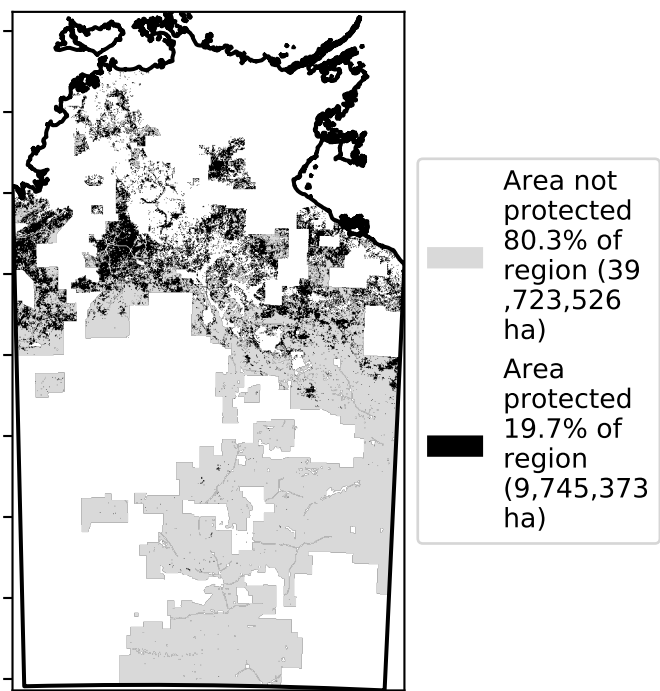 Area not
protected
80.3% of
region (39
,723,526
ha)
Area
protected
19.7% of
region
(9,745,373
ha)